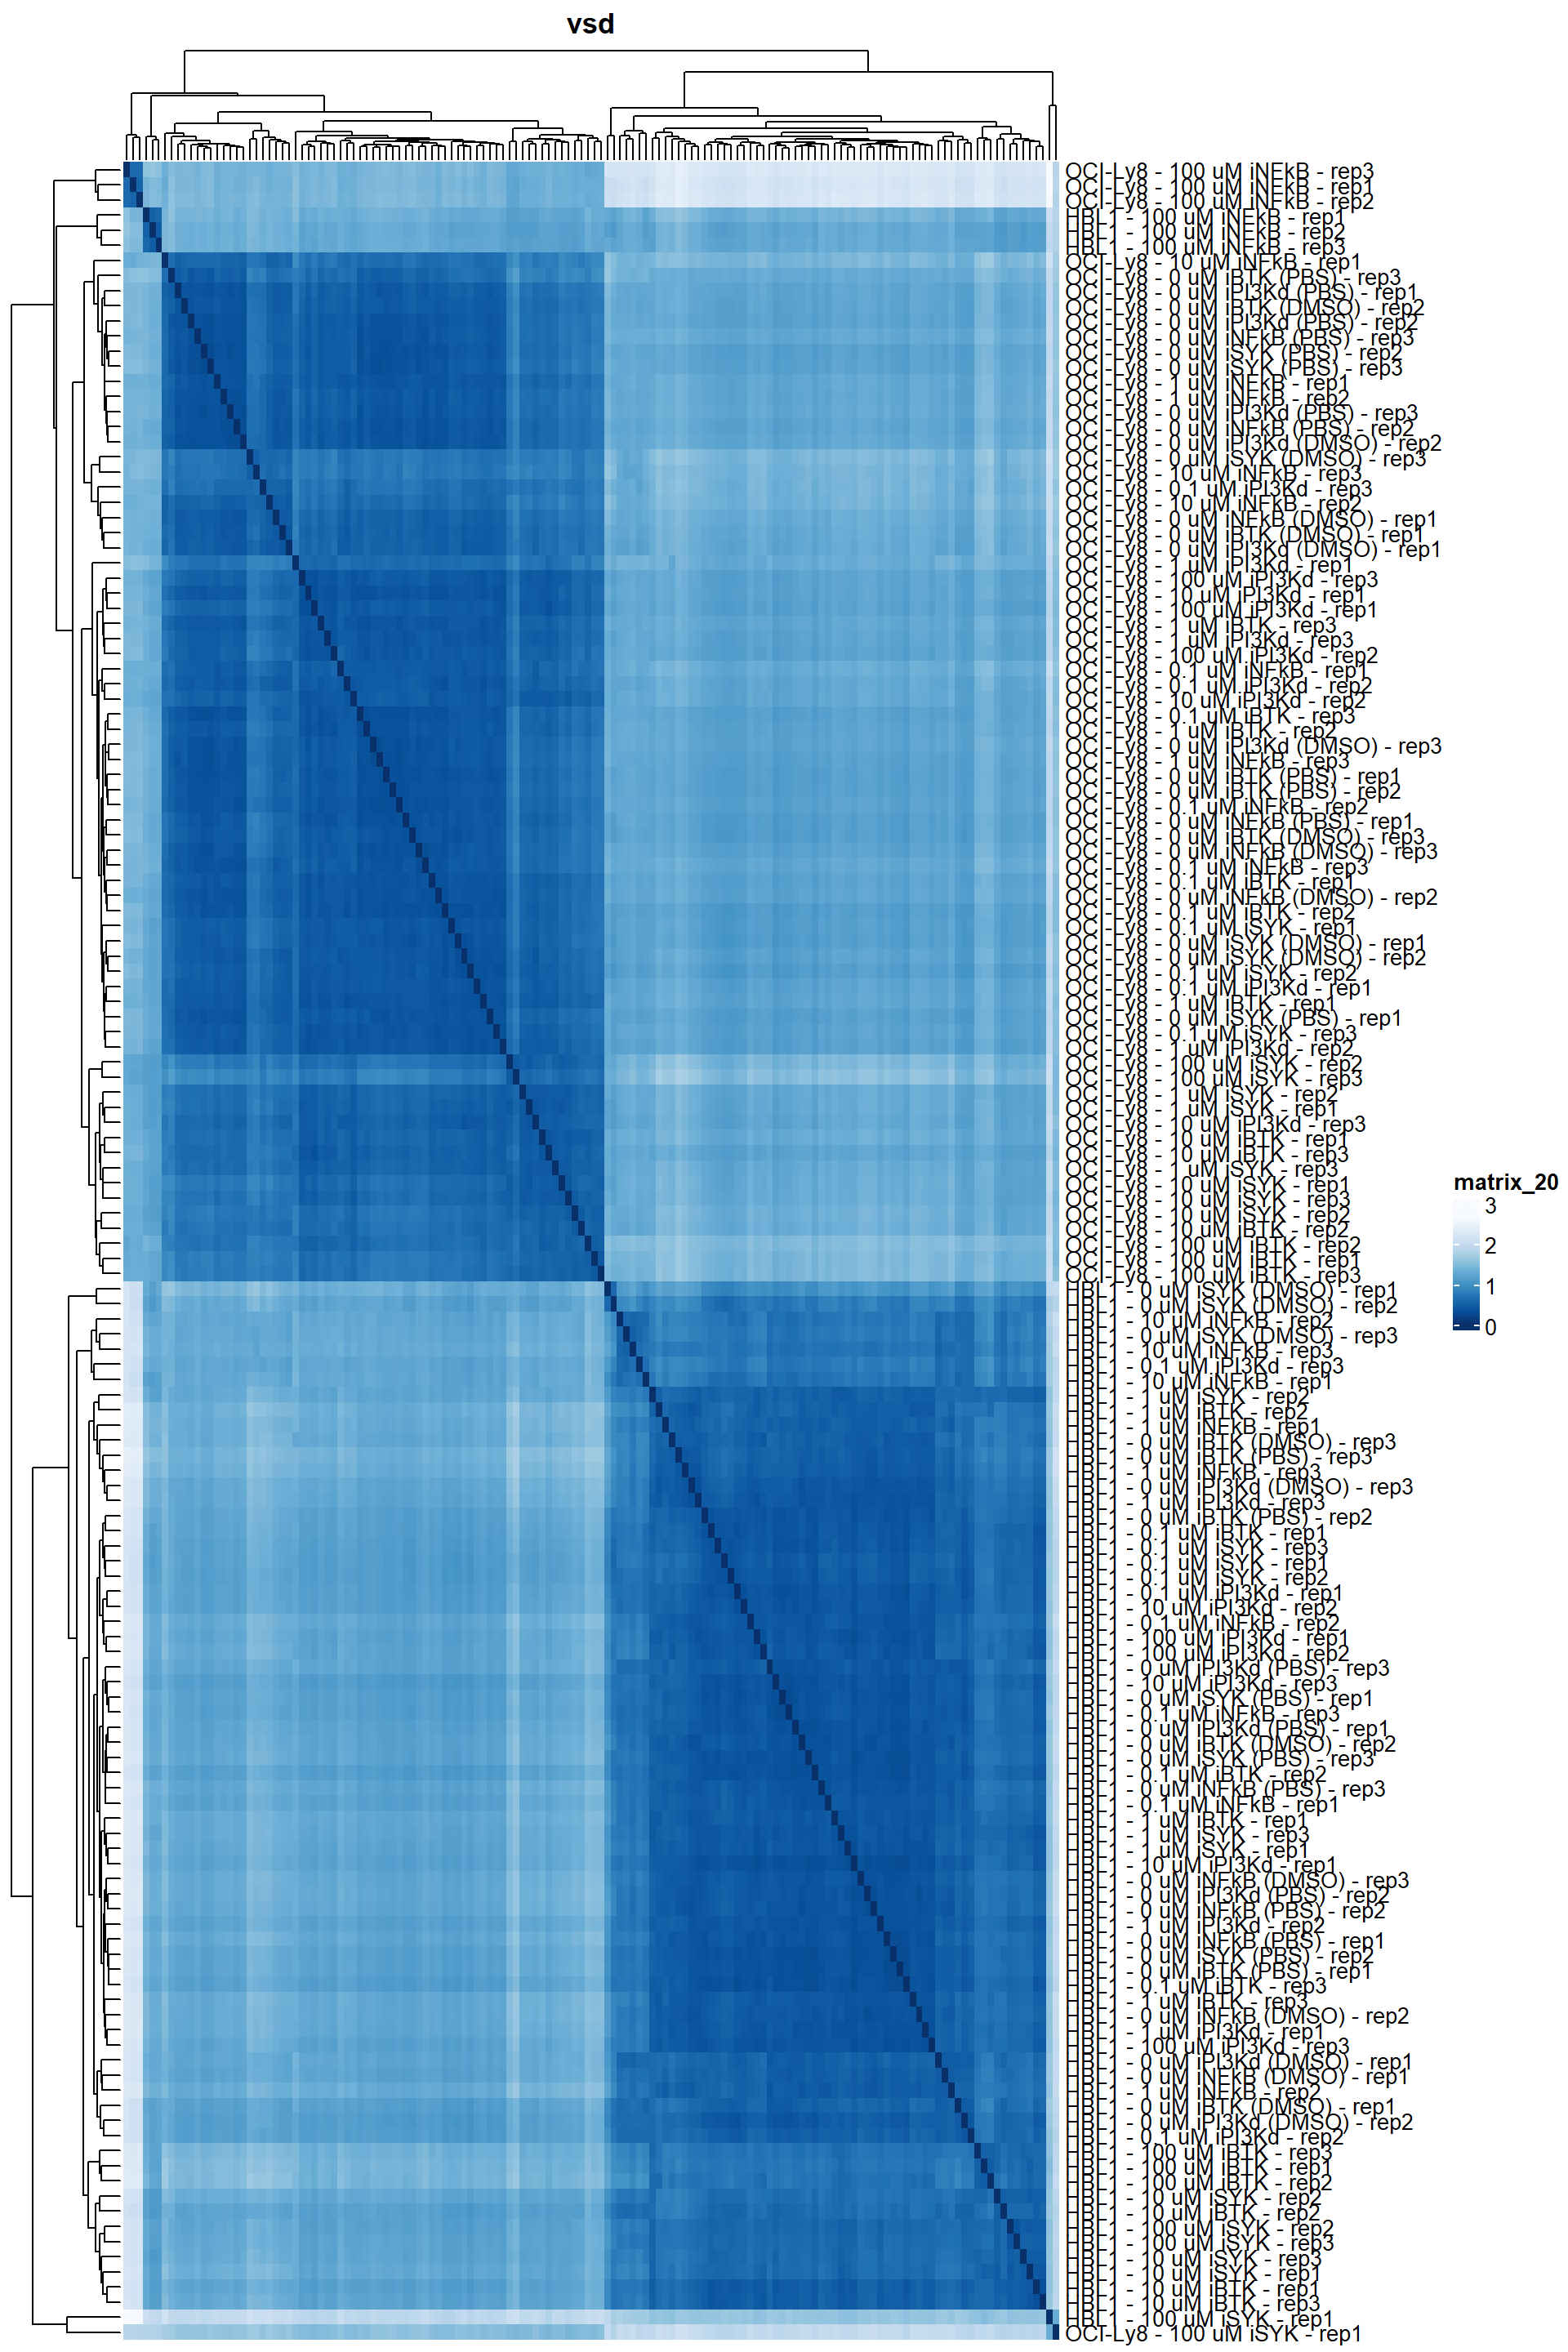 vsd
OCI-Ly8 - 100 uM iNFkB - rep3
OCI-Ly8 - 100 uM iNFkB - rep1
OCI-Ly8 - 100 uM iNFkB - rep2
HBL1 - 100 uM iNFkB - rep1
HBL1 - 100 uM iNFkB - rep2
HBL1 - 100 uM iNFkB - rep3
OCI-Ly8 - 10 uM iNFkB - rep1
OCI-Ly8 - 0 uM iBTK (PBS) - rep3
OCI-Ly8 - 0 uM iPI3Kd (PBS) - rep1
OCI-Ly8 - 0 uM iBTK (DMSO) - rep2
OCI-Ly8 - 0 uM iPI3Kd (PBS) - rep2
OCI-Ly8 - 0 uM iNFkB (PBS) - rep3
OCI-Ly8 - 0 uM iSYK (PBS) - rep2
OCI-Ly8 - 0 uM iSYK (PBS) - rep3
OCI-Ly8 - 1 uM iNFkB - rep1
OCI-Ly8 - 1 uM iNFkB - rep2
OCI-Ly8 - 0 uM iPI3Kd (PBS) - rep3
OCI-Ly8 - 0 uM iNFkB (PBS) - rep2
OCI-Ly8 - 0 uM iPI3Kd (DMSO) - rep2
OCI-Ly8 - 0 uM iSYK (DMSO) - rep3
OCI-Ly8 - 10 uM iNFkB - rep3
OCI-Ly8 - 0.1 uM iPI3Kd - rep3
OCI-Ly8 - 10 uM iNFkB - rep2
OCI-Ly8 - 0 uM iNFkB (DMSO) - rep1
OCI-Ly8 - 0 uM iBTK (DMSO) - rep1
OCI-Ly8 - 0 uM iPI3Kd (DMSO) - rep1
OCI-Ly8 - 1 uM iPI3Kd - rep1
OCI-Ly8 - 100 uM iPI3Kd - rep3
OCI-Ly8 - 10 uM iPI3Kd - rep1
OCI-Ly8 - 100 uM iPI3Kd - rep1
OCI-Ly8 - 1 uM iBTK - rep3
OCI-Ly8 - 1 uM iPI3Kd - rep3
OCI-Ly8 - 100 uM iPI3Kd - rep2
OCI-Ly8 - 0.1 uM iNFkB - rep1
OCI-Ly8 - 0.1 uM iPI3Kd - rep2
OCI-Ly8 - 10 uM iPI3Kd - rep2
OCI-Ly8 - 0.1 uM iBTK - rep3
OCI-Ly8 - 1 uM iBTK - rep2
OCI-Ly8 - 0 uM iPI3Kd (DMSO) - rep3
OCI-Ly8 - 1 uM iNFkB - rep3
OCI-Ly8 - 0 uM iBTK (PBS) - rep1
OCI-Ly8 - 0 uM iBTK (PBS) - rep2
OCI-Ly8 - 0.1 uM iNFkB - rep2
OCI-Ly8 - 0 uM iNFkB (PBS) - rep1
OCI-Ly8 - 0 uM iBTK (DMSO) - rep3
OCI-Ly8 - 0 uM iNFkB (DMSO) - rep3
OCI-Ly8 - 0.1 uM iNFkB - rep3
OCI-Ly8 - 0.1 uM iBTK - rep1
OCI-Ly8 - 0 uM iNFkB (DMSO) - rep2
OCI-Ly8 - 0.1 uM iBTK - rep2
OCI-Ly8 - 0.1 uM iSYK - rep1
OCI-Ly8 - 0 uM iSYK (DMSO) - rep1
OCI-Ly8 - 0 uM iSYK (DMSO) - rep2
OCI-Ly8 - 0.1 uM iSYK - rep2
OCI-Ly8 - 0.1 uM iPI3Kd - rep1
OCI-Ly8 - 1 uM iBTK - rep1
OCI-Ly8 - 0 uM iSYK (PBS) - rep1
OCI-Ly8 - 0.1 uM iSYK - rep3
OCI-Ly8 - 1 uM iPI3Kd - rep2
OCI-Ly8 - 100 uM iSYK - rep2
OCI-Ly8 - 100 uM iSYK - rep3
OCI-Ly8 - 1 uM iSYK - rep2
OCI-Ly8 - 1 uM iSYK - rep1
OCI-Ly8 - 10 uM iPI3Kd - rep3
OCI-Ly8 - 10 uM iBTK - rep1
OCI-Ly8 - 10 uM iBTK - rep3
OCI-Ly8 - 1 uM iSYK - rep3
OCI-Ly8 - 10 uM iSYK - rep1
OCI-Ly8 - 10 uM iSYK - rep3
OCI-Ly8 - 10 uM iSYK - rep2
OCI-Ly8 - 10 uM iBTK - rep2
OCI-Ly8 - 100 uM iBTK - rep2
OCI-Ly8 - 100 uM iBTK - rep1
OCI-Ly8 - 100 uM iBTK - rep3
HBL1 - 0 uM iSYK (DMSO) - rep1
HBL1 - 0 uM iSYK (DMSO) - rep2
HBL1 - 10 uM iNFkB - rep2
HBL1 - 0 uM iSYK (DMSO) - rep3
HBL1 - 10 uM iNFkB - rep3
HBL1 - 0.1 uM iPI3Kd - rep3
HBL1 - 10 uM iNFkB - rep1
HBL1 - 1 uM iSYK - rep2
HBL1 - 1 uM iBTK - rep2
HBL1 - 1 uM iNFkB - rep1
HBL1 - 0 uM iBTK (DMSO) - rep3
HBL1 - 0 uM iBTK (PBS) - rep3
HBL1 - 1 uM iNFkB - rep3
HBL1 - 0 uM iPI3Kd (DMSO) - rep3
HBL1 - 1 uM iPI3Kd - rep3
HBL1 - 0 uM iBTK (PBS) - rep2
HBL1 - 0.1 uM iBTK - rep1
HBL1 - 0.1 uM iSYK - rep3
HBL1 - 0.1 uM iSYK - rep1
HBL1 - 0.1 uM iSYK - rep2
HBL1 - 0.1 uM iPI3Kd - rep1
HBL1 - 10 uM iPI3Kd - rep2
HBL1 - 0.1 uM iNFkB - rep2
HBL1 - 100 uM iPI3Kd - rep1
HBL1 - 100 uM iPI3Kd - rep2
HBL1 - 0 uM iPI3Kd (PBS) - rep3
HBL1 - 10 uM iPI3Kd - rep3
HBL1 - 0 uM iSYK (PBS) - rep1
HBL1 - 0.1 uM iNFkB - rep3
HBL1 - 0 uM iPI3Kd (PBS) - rep1
HBL1 - 0 uM iBTK (DMSO) - rep2
HBL1 - 0 uM iSYK (PBS) - rep3
HBL1 - 0.1 uM iBTK - rep2
HBL1 - 0 uM iNFkB (PBS) - rep3
HBL1 - 0.1 uM iNFkB - rep1
HBL1 - 1 uM iBTK - rep1
HBL1 - 1 uM iSYK - rep3
HBL1 - 1 uM iSYK - rep1
HBL1 - 10 uM iPI3Kd - rep1
HBL1 - 0 uM iNFkB (DMSO) - rep3
HBL1 - 0 uM iPI3Kd (PBS) - rep2
HBL1 - 0 uM iNFkB (PBS) - rep2
HBL1 - 1 uM iPI3Kd - rep2
HBL1 - 0 uM iNFkB (PBS) - rep1
HBL1 - 0 uM iSYK (PBS) - rep2
HBL1 - 0 uM iBTK (PBS) - rep1
HBL1 - 0.1 uM iBTK - rep3
HBL1 - 1 uM iBTK - rep3
HBL1 - 0 uM iNFkB (DMSO) - rep2
HBL1 - 1 uM iPI3Kd - rep1
HBL1 - 100 uM iPI3Kd - rep3
HBL1 - 0 uM iPI3Kd (DMSO) - rep1
HBL1 - 0 uM iNFkB (DMSO) - rep1
HBL1 - 1 uM iNFkB - rep2
HBL1 - 0 uM iBTK (DMSO) - rep1
HBL1 - 0 uM iPI3Kd (DMSO) - rep2
HBL1 - 0.1 uM iPI3Kd - rep2
HBL1 - 100 uM iBTK - rep3
HBL1 - 100 uM iBTK - rep1
HBL1 - 100 uM iBTK - rep2
HBL1 - 10 uM iSYK - rep2
HBL1 - 10 uM iBTK - rep2
HBL1 - 100 uM iSYK - rep2
HBL1 - 100 uM iSYK - rep3
HBL1 - 10 uM iSYK - rep3
HBL1 - 10 uM iSYK - rep1
HBL1 - 10 uM iBTK - rep1
HBL1 - 10 uM iBTK - rep3
HBL1 - 100 uM iSYK - rep1
OCI-Ly8 - 100 uM iSYK - rep1
matrix_20
3
2
1
0